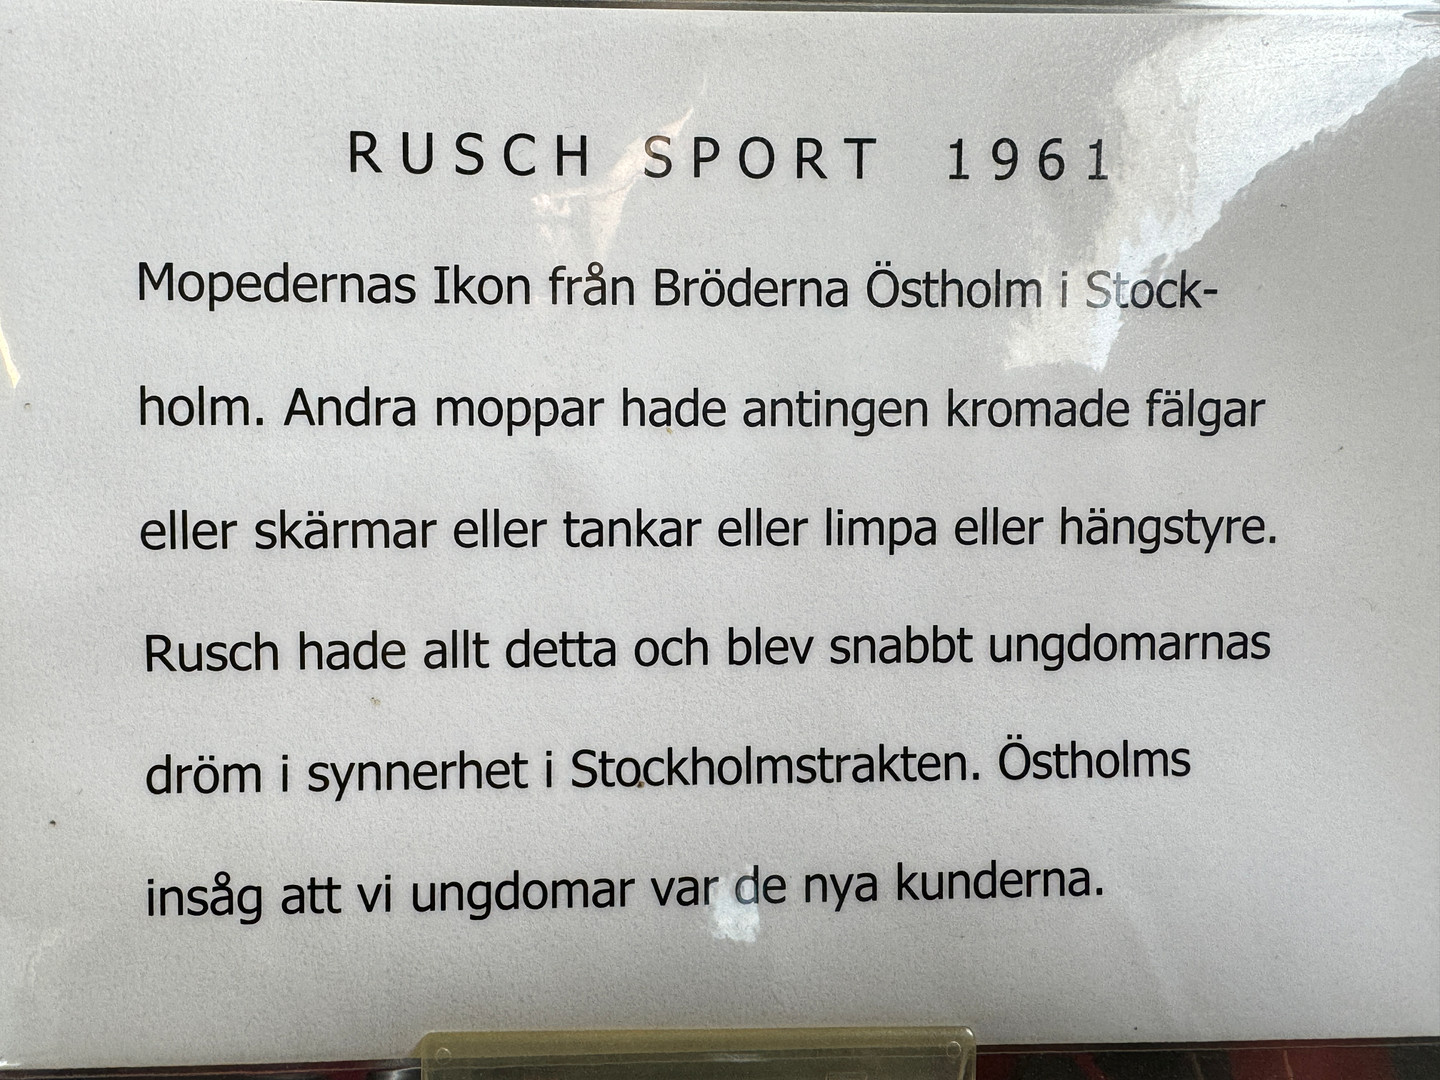 RUSCH SPORT 1961
Mopedernas Ikon från Bröderna Östholm i Stock-
holm. Andra moppar hade antingen kromade fälgar
eller skärmar eller tankar eller limpa eller hängstyre.
Rusch hade allt detta och blev snabbt ungdomarnas
dröm i synnerhet i Stockholmstrakten. Östholms
insåg att vi ungdomar var de nya kunderna.